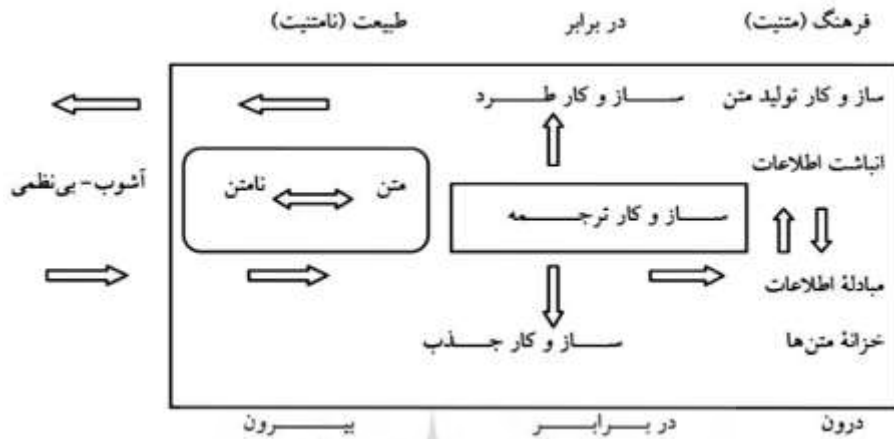 فرهنگ (متنیت) در برابر طبیعت (نامتنیت)
ساز و کار تولید متن ساز و کار طرد
انباشت اطلاعات
آشوب-بی‌نظمی
متن نامتن
ساز و کار ترجمه
مبادلهٔ اطلاعات
خزانهٔ متن‌ها ساز و کار جذب
درون در برابر بیرون